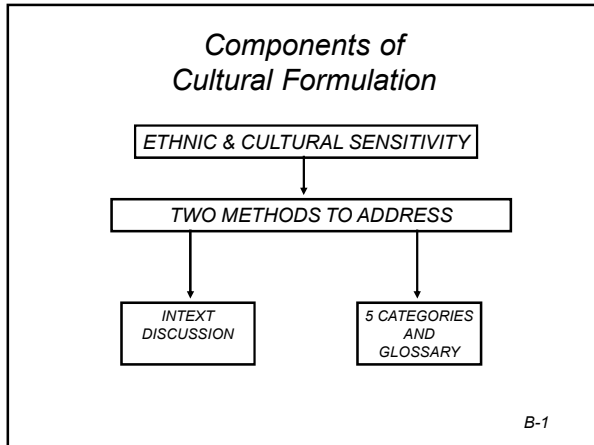 Components of
Cultural Formulation
ETHNIC & CULTURAL SENSITIVITY
TWO METHODS TO ADDRESS
INTEXT
DISCUSSION
5 CATEGORIES
AND
GLOSSARY
B-1